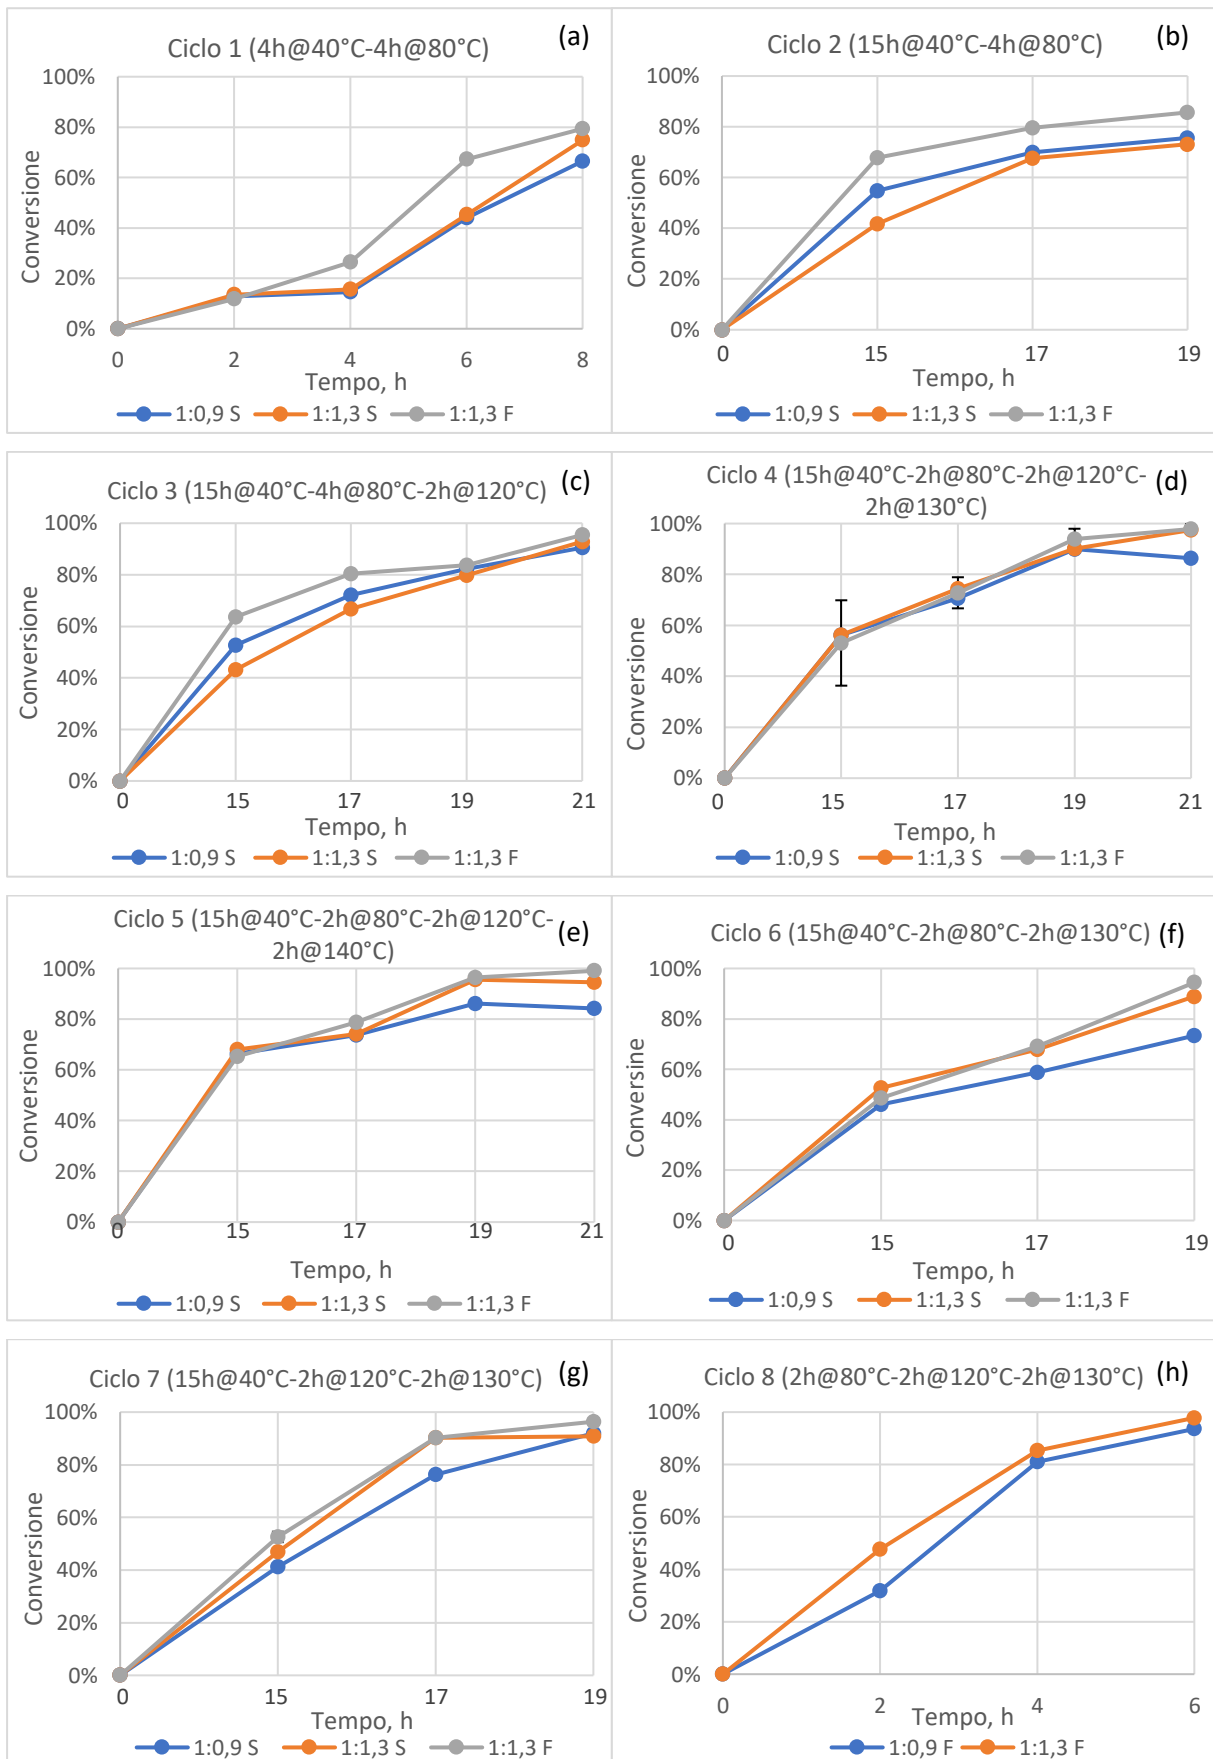 Ciclo 1 (4h@40°C-4h@80°C)
(a)
100%
80%
60%
40%
20%
0%
Conversione
0 2 4 6 8
Tempo, h
1:0,9 S 1:1,3 S 1:1,3 F
Ciclo 2 (15h@40°C-4h@80°C)
(b)
100%
80%
60%
40%
20%
0%
Conversione
0 15 17 19
Tempo, h
1:0,9 S 1:1,3 S 1:1,3 F
Ciclo 3 (15h@40°C-4h@80°C-2h@120°C)
(c)
100%
80%
60%
40%
20%
0%
Conversione
0 15 17 19 21
Tempo, h
1:0,9 S 1:1,3 S 1:1,3 F
Ciclo 4 (15h@40°C-2h@80°C-2h@120°C-
2h@130°C)
(d)
100%
80%
60%
40%
20%
0%
Conversione
0 15 17 19 21
Tempo, h
1:0,9 S 1:1,3 S 1:1,3 F
Ciclo 5 (15h@40°C-2h@80°C-2h@120°C-
2h@140°C)
(e)
100%
80%
60%
40%
20%
0%
Conversione
0 15 17 19 21
Tempo, h
1:0,9 S 1:1,3 S 1:1,3 F
Ciclo 6 (15h@40°C-2h@80°C-2h@130°C)
(f)
100%
80%
60%
40%
20%
0%
Conversine
0 15 17 19
Tempo, h
1:0,9 S 1:1,3 S 1:1,3 F
Ciclo 7 (15h@40°C-2h@120°C-2h@130°C)
(g)
100%
80%
60%
40%
20%
0%
Conversione
0 15 17 19
Tempo, h
1:0,9 S 1:1,3 S 1:1,3 F
Ciclo 8 (2h@80°C-2h@120°C-2h@130°C)
(h)
100%
80%
60%
40%
20%
0%
Conversione
0 2 4 6
Tempo, h
1:0,9 F 1:1,3 F